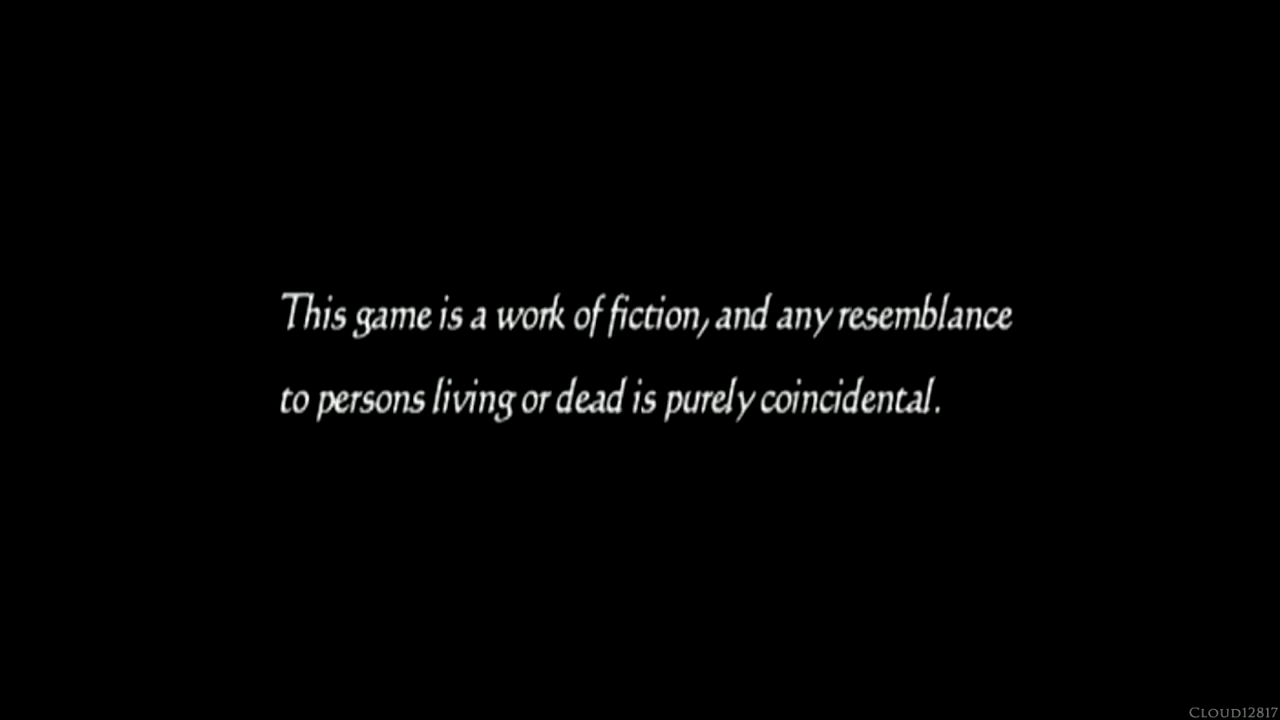 This game is a work of fiction, and any resemblance
to persons living or dead is purely coincidental.
Cloud12817